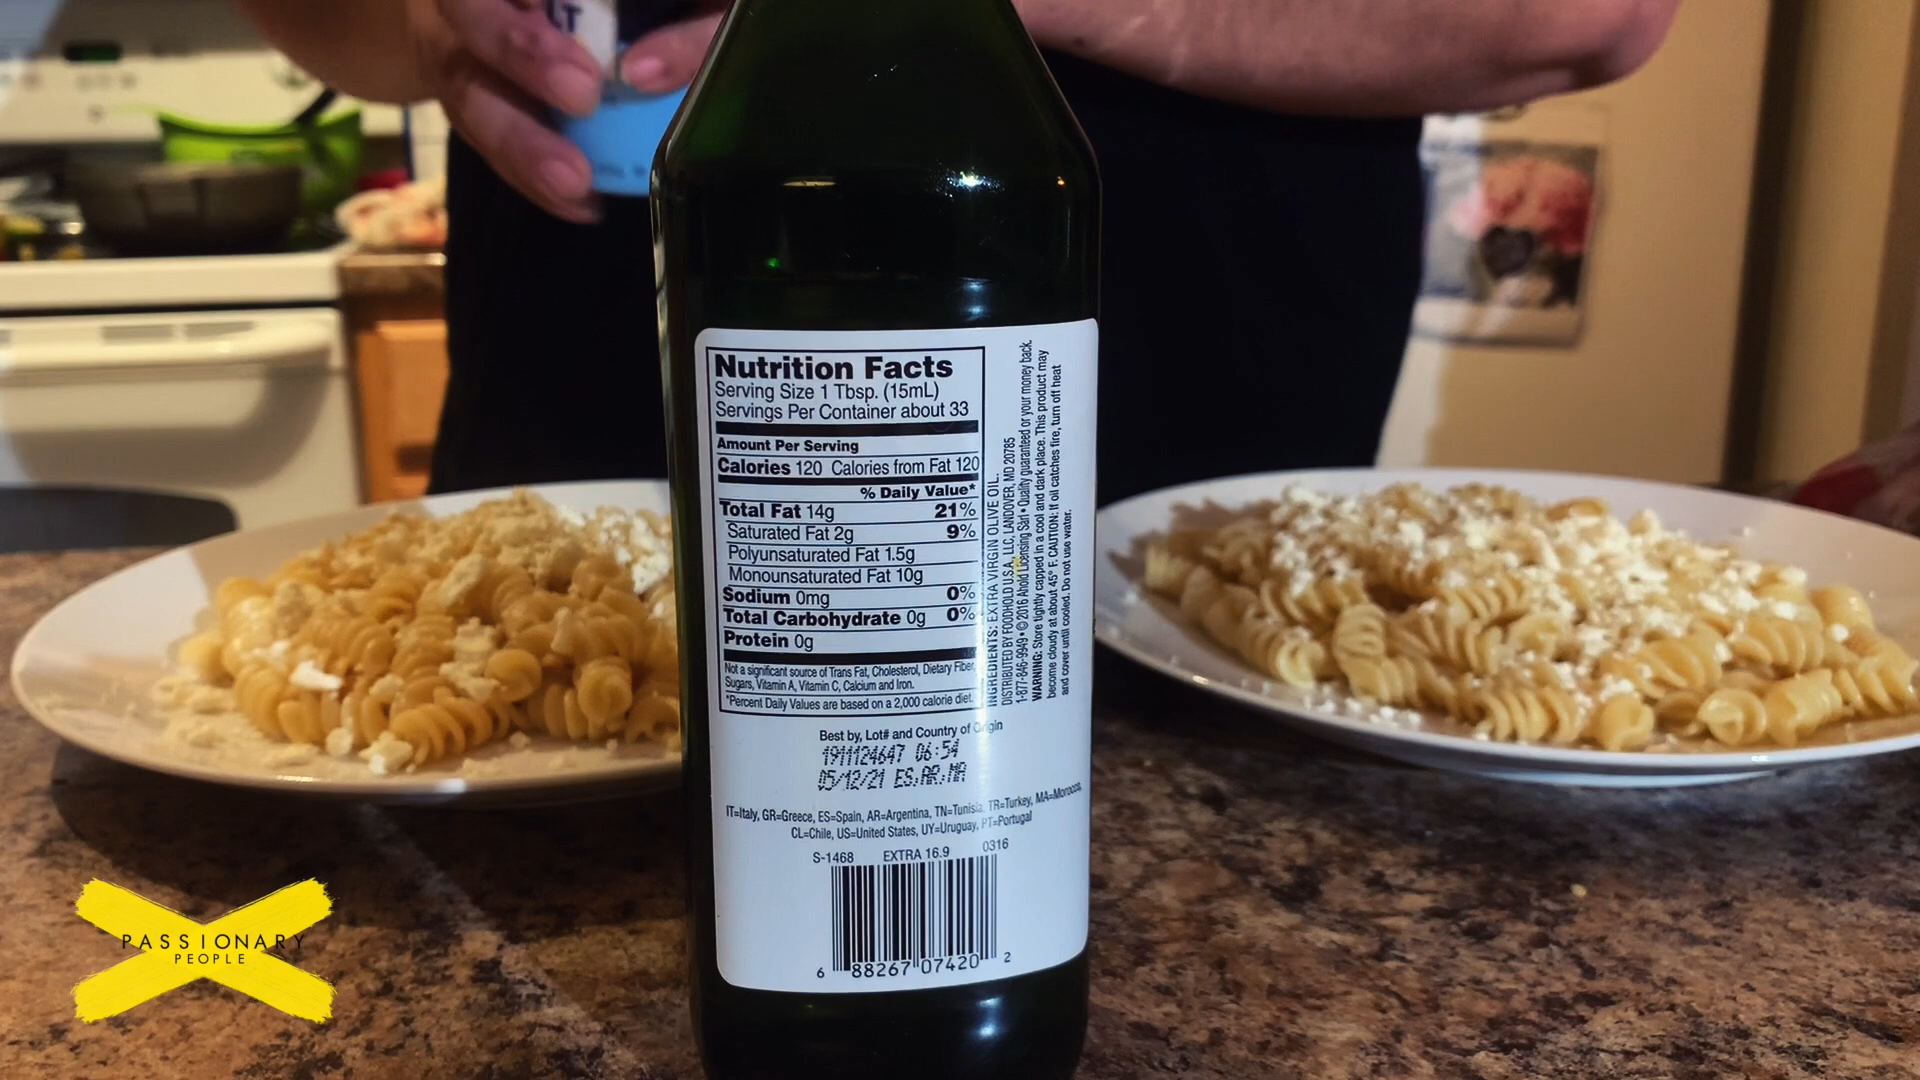 LT
Nutrition Facts
Serving Size 1 Tbsp. (15mL)
Servings Per Container about 33
Amount Per Serving
Calories 120 Calories from Fat 120
% Daily Value*
Total Fat 14g 21%
Saturated Fat 2g 9%
Polyunsaturated Fat 1.5g
Monounsaturated Fat 10g
Sodium 0mg 0%
Total Carbohydrate 0g 0%
Protein 0g
Not a significant source of Trans Fat, Cholesterol, Dietary Fiber,
Sugars, Vitamin A, Vitamin C, Calcium and Iron.
*Percent Daily Values are based on a 2,000 calorie diet.
INGREDIENTS: EXTRA VIRGIN OLIVE OIL.
DISTRIBUTED BY FOODHOLD U.S.A., LLC, LANDOVER, MD 20785
1-877-846-9949 • © 2016 Ahold Licensing Sàrl • Quality guaranteed or your money back.
WARNING: Store tightly capped in a cool and dark place. This product may
become cloudy at about 45° F. CAUTION: If oil catches fire, turn off heat
and cover until cooled. Do not use water.
Best by, Lot# and Country of Origin
1911124647 06:54
05/12/21 ES.AR.MA
IT=Italy, GR=Greece, ES=Spain, AR=Argentina, TN=Tunisia, TR=Turkey, MA=Morocco,
CL=Chile, US=United States, UY=Uruguay, PT=Portugal
S-1468 EXTRA 16.9 0316
6 88267 07420 2
PASSIONARY
PEOPLE